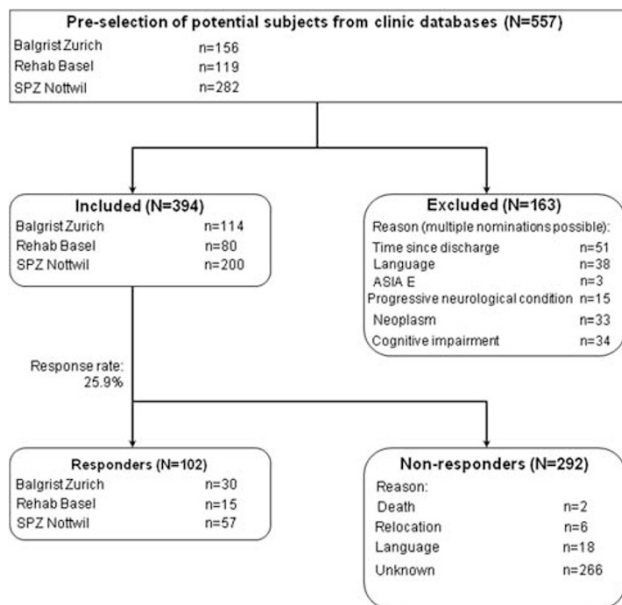 Pre-selection of potential subjects from clinic databases (N=557)
Balgrist Zurich n=156
Rehab Basel n=119
SPZ Nottwil n=282
Included (N=394)
Balgrist Zurich n=114
Rehab Basel n=80
SPZ Nottwil n=200
Excluded (N=163)
Reason (multiple nominations possible):
Time since discharge n=51
Language n=38
ASIA E n=3
Progressive neurological condition n=15
Neoplasm n=33
Cognitive impairment n=34
Response rate:
25.9%
Responders (N=102)
Balgrist Zurich n=30
Rehab Basel n=15
SPZ Nottwil n=57
Non-responders (N=292)
Reason:
Death n=2
Relocation n=6
Language n=18
Unknown n=266